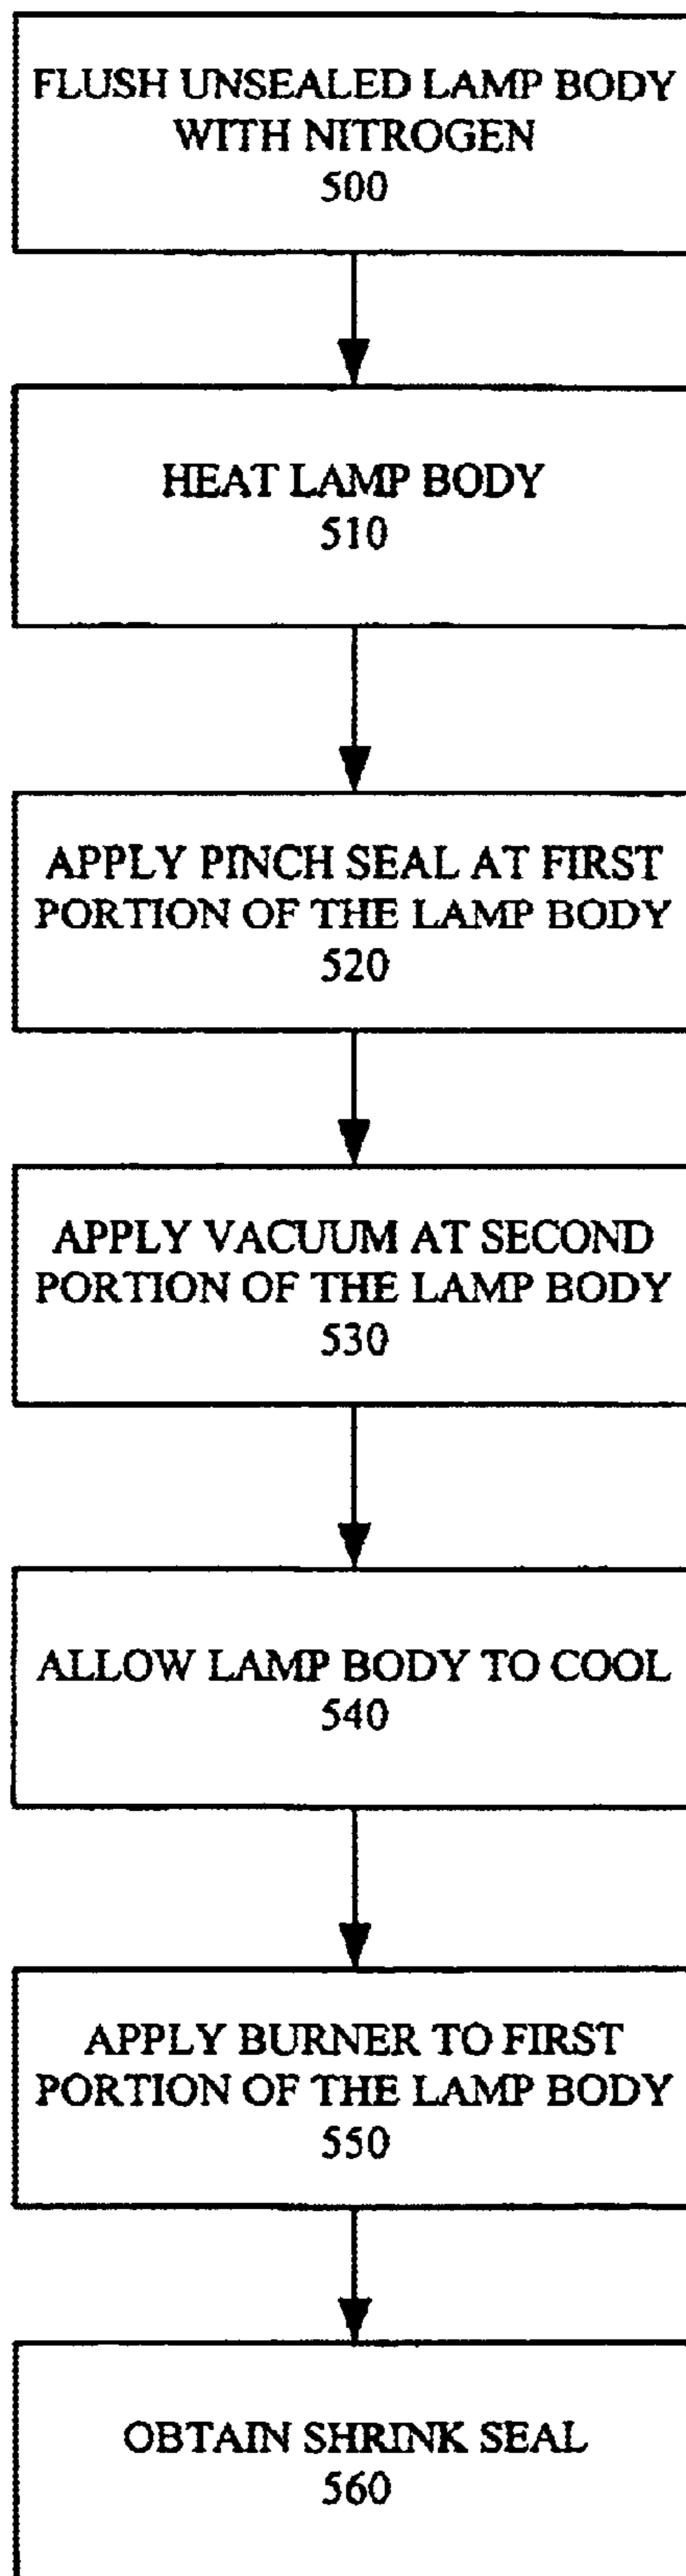 FLUSH UNSEALED LAMP BODY
WITH NITROGEN
500
HEAT LAMP BODY
510
APPLY PINCH SEAL AT FIRST
PORTION OF THE LAMP BODY
520
APPLY VACUUM AT SECOND
PORTION OF THE LAMP BODY
530
ALLOW LAMP BODY TO COOL
540
APPLY BURNER TO FIRST
PORTION OF THE LAMP BODY
550
OBTAIN SHRINK SEAL
560